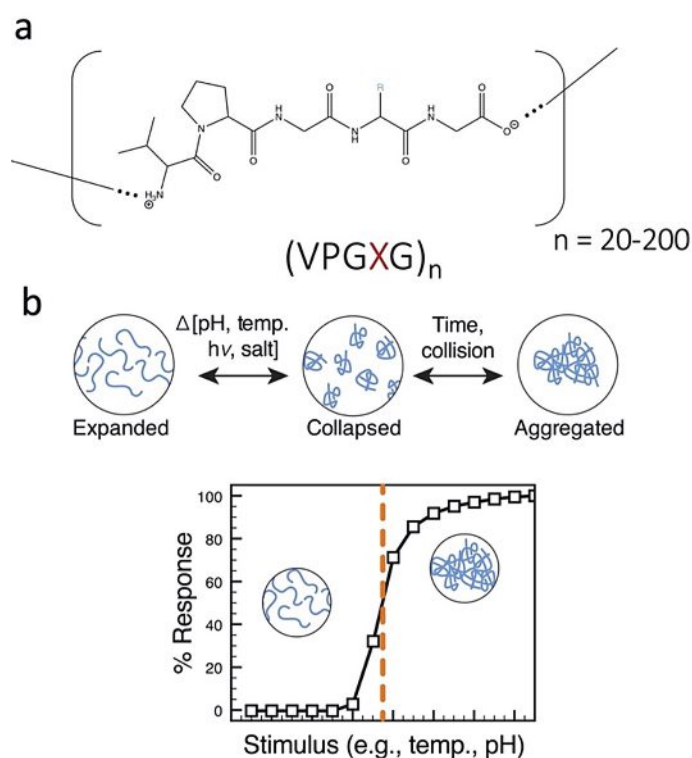 a
R
O
O
O
H
N
H
N
N
O
O
N
H
O
O⊖
H₃N
⊕
n = 20-200
(VPGXG)n
b
Δ[pH, temp.
hν, salt]
Time,
collision
Expanded
Collapsed
Aggregated
100
80
60
40
20
0
% Response
Stimulus (e.g., temp., pH)